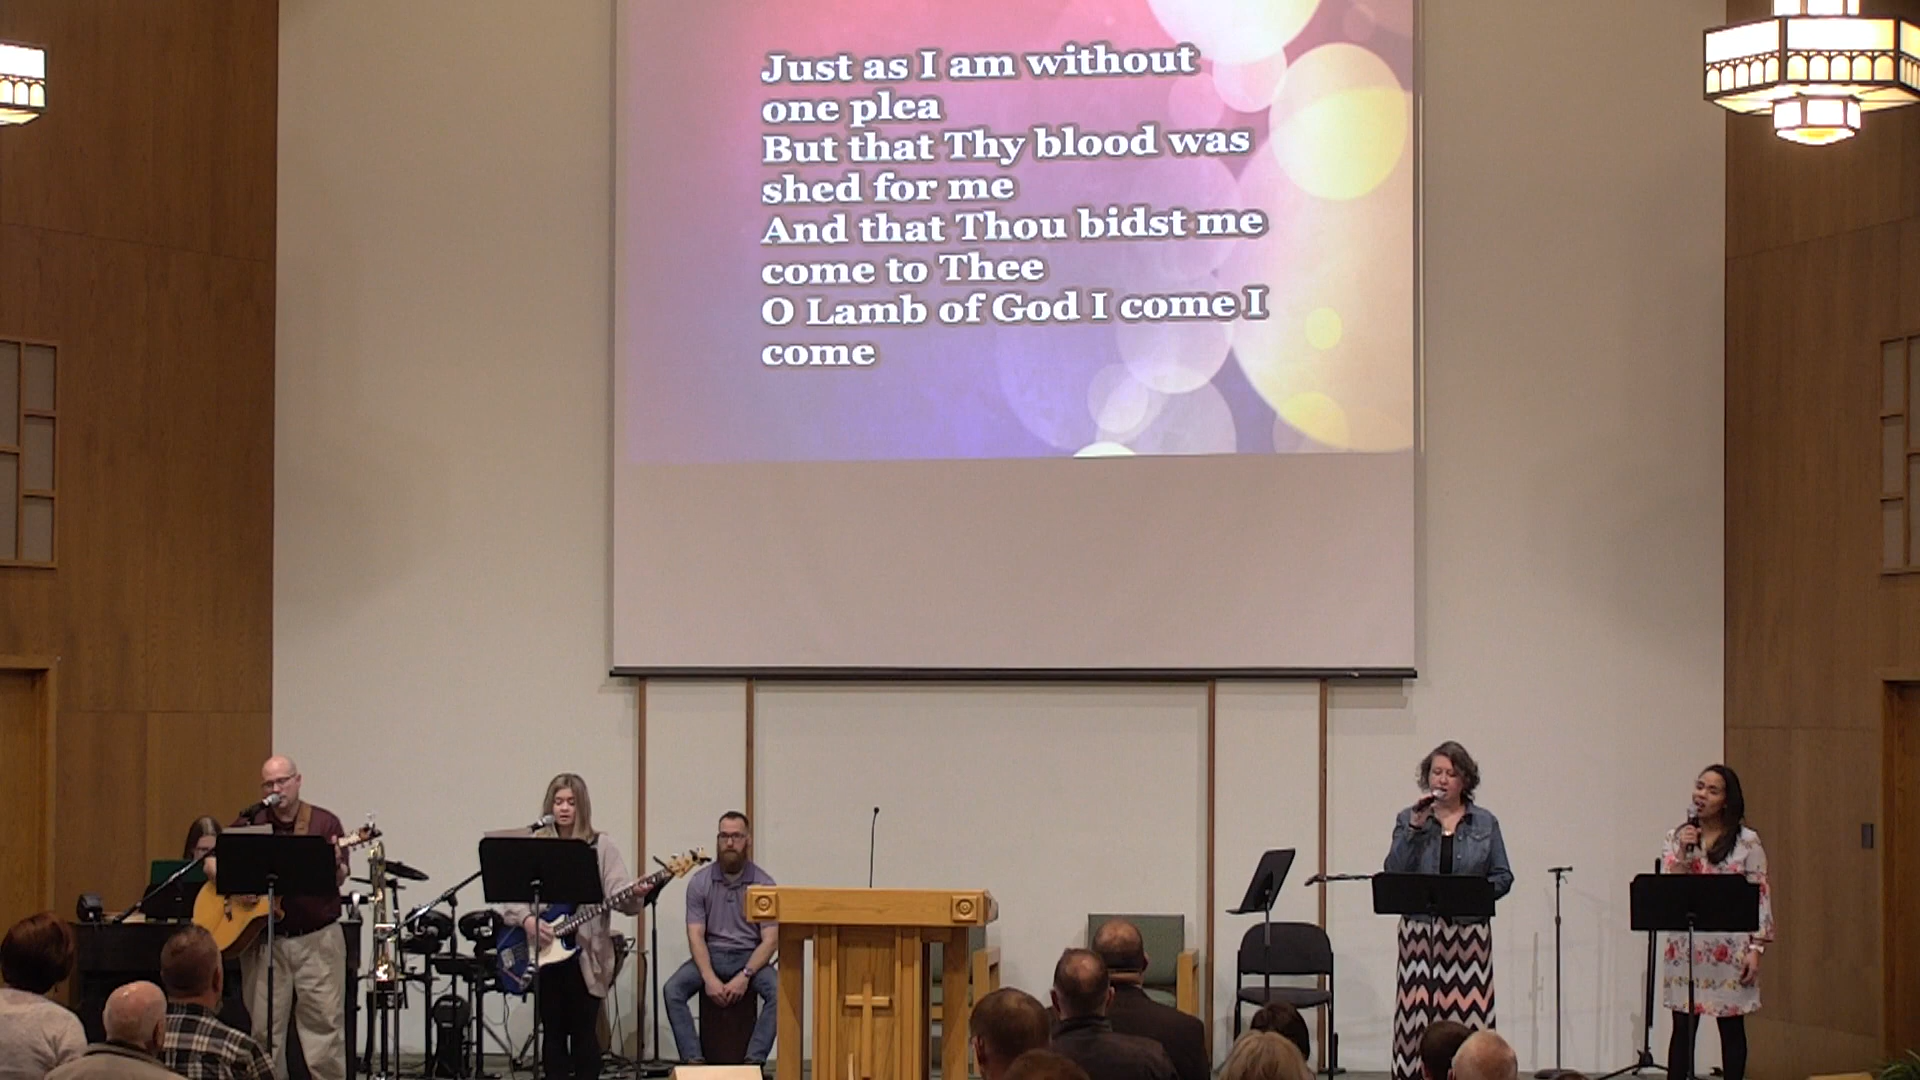 Just as I am without
one plea
But that Thy blood was
shed for me
And that Thou bidst me
come to Thee
O Lamb of God I come I
come